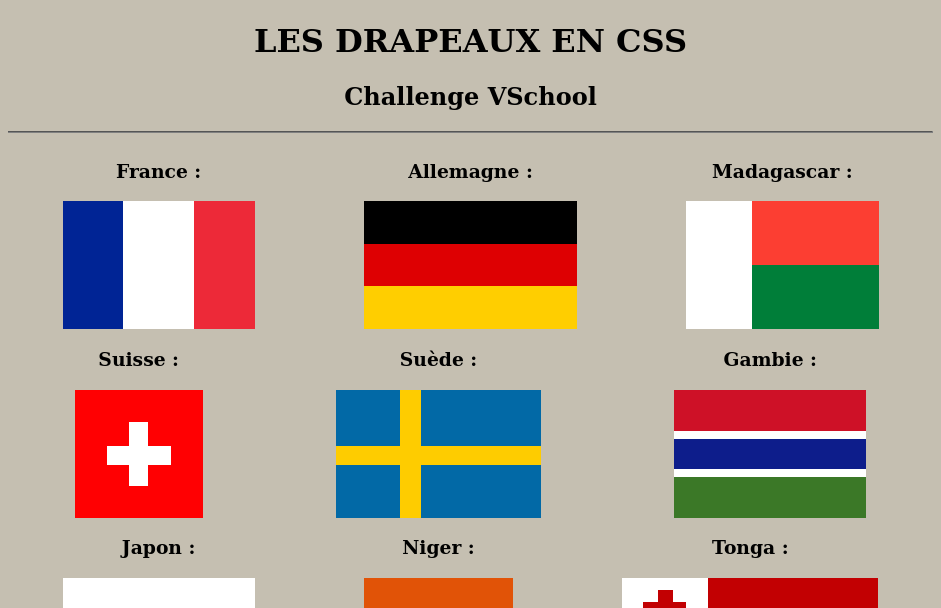 LES DRAPEAUX EN CSS
Challenge VSchool
France :
Allemagne :
Madagascar :
Suisse :
Suède :
Gambie :
Japon :
Niger :
Tonga :